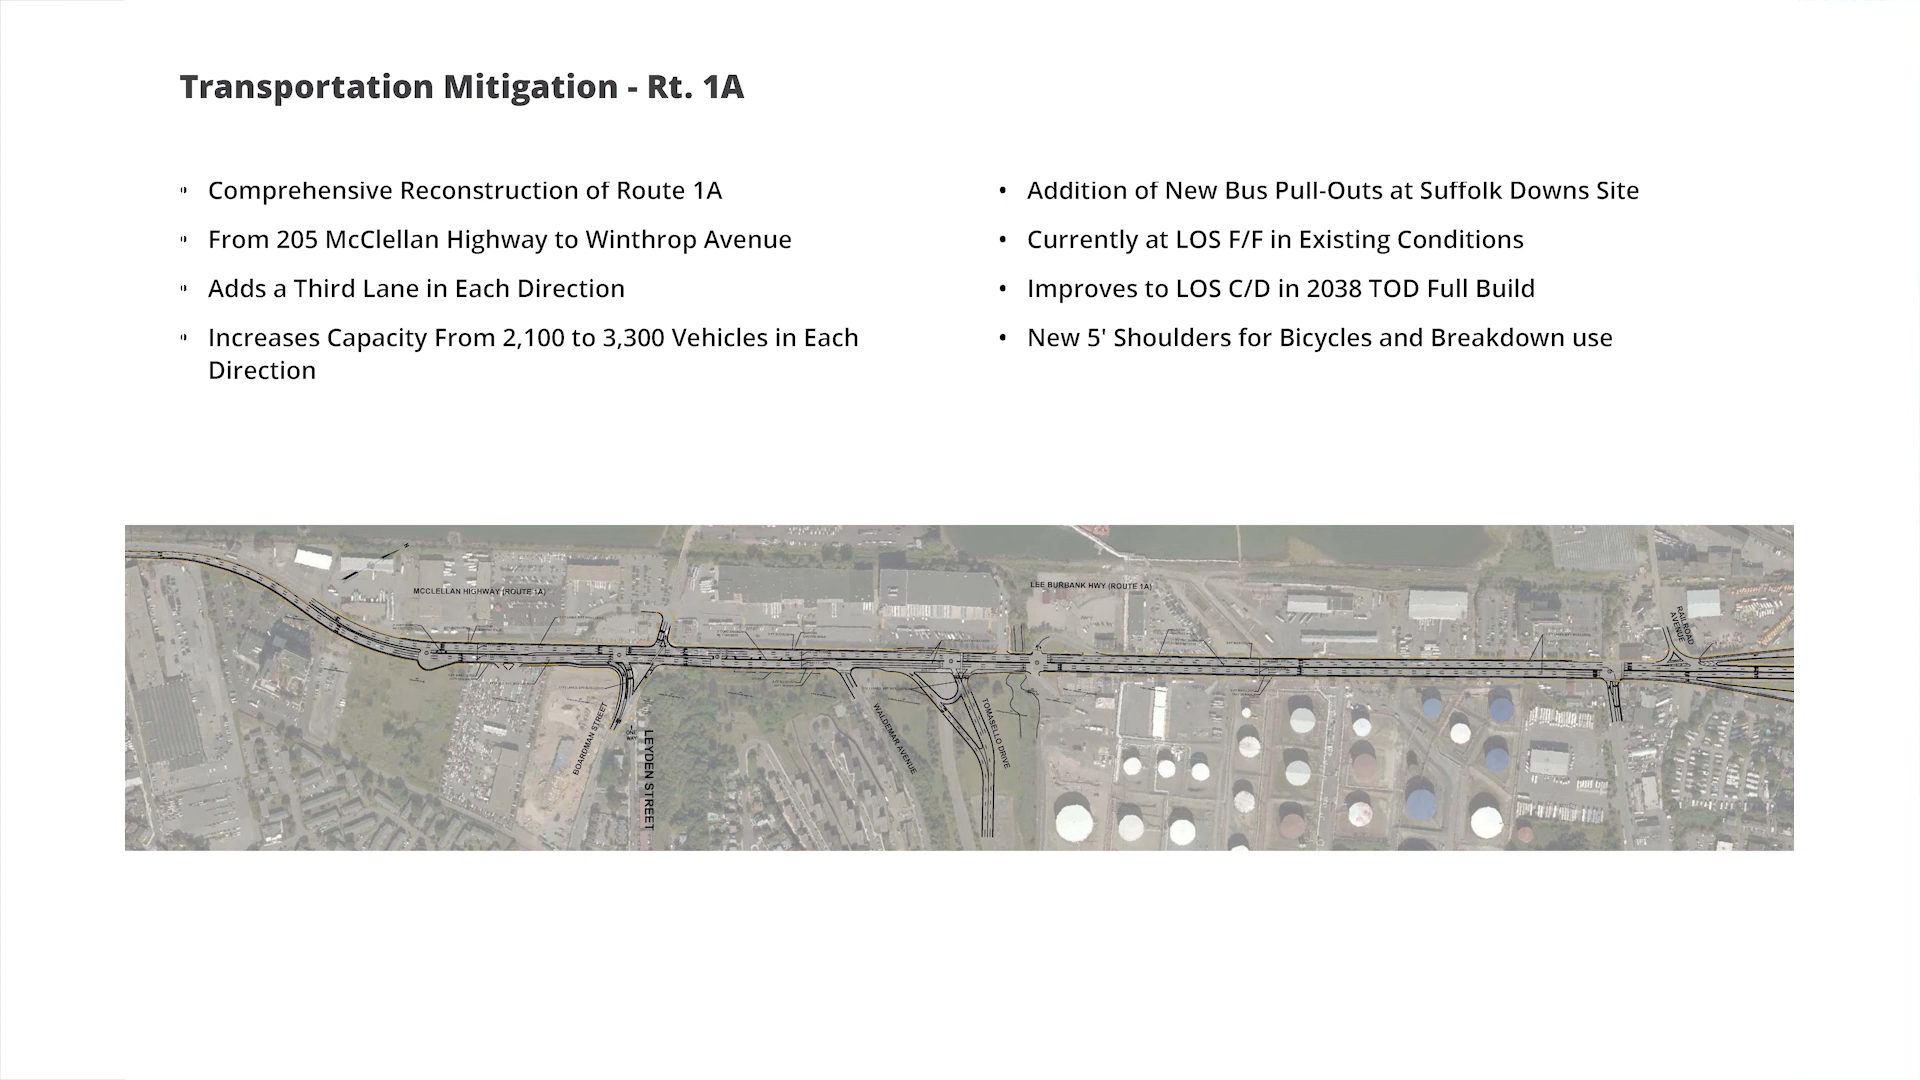 Transportation Mitigation - Rt. 1A
Comprehensive Reconstruction of Route 1A
From 205 McClellan Highway to Winthrop Avenue
Adds a Third Lane in Each Direction
Increases Capacity From 2,100 to 3,300 Vehicles in Each
Direction
• Addition of New Bus Pull-Outs at Suffolk Downs Site
• Currently at LOS F/F in Existing Conditions
• Improves to LOS C/D in 2038 TOD Full Build
• New 5' Shoulders for Bicycles and Breakdown use
MCCLELLAN HIGHWAY (ROUTE 1A)
LEE BURBANK HWY (ROUTE 1A)
RAILROAD
AVENUE
BOARDMAN STREET
ONE
WAY
LEYDEN STREET
WALDEMAR AVENUE
TOMASELLO DRIVE